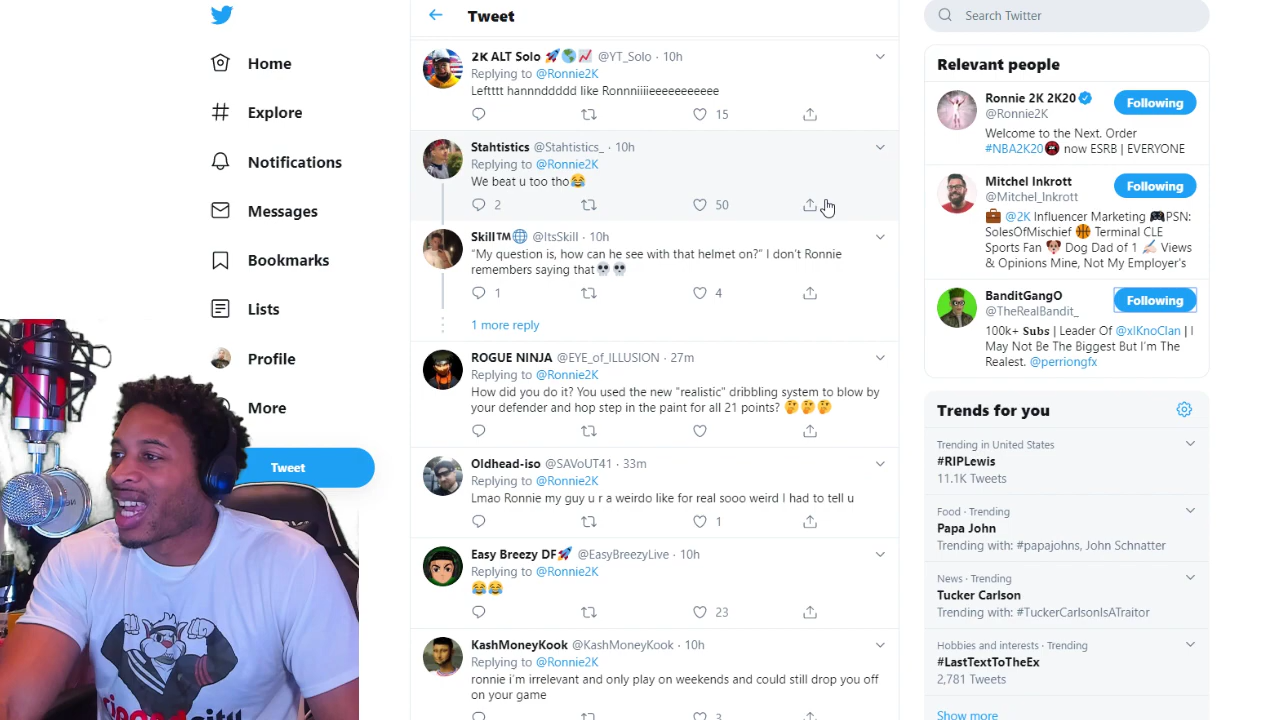 Home
Explore
Notifications
Messages
Bookmarks
Lists
Profile
More
Tweet
Tweet
2K ALT Solo 🚀🌎📈 @YT_Solo · 10h
Replying to @Ronnie2K
Leftttt hannnddddd like Ronnniiiieeeeeeeeeee
15
Stahtistics @Stahtistics_ · 10h
Replying to @Ronnie2K
We beat u too tho😂
2 50
Skill™🌐 @ItsSkill · 10h
"My question is, how can he see with that helmet on?" I don't Ronnie
remembers saying that💀💀
1 4
1 more reply
ROGUE NINJA @EYE_of_ILLUSION · 27m
Replying to @Ronnie2K
How did you do it? You used the new "realistic" dribbling system to blow by
your defender and hop step in the paint for all 21 points? 🤔🤔🤔
Oldhead-iso @SAVoUT41 · 33m
Replying to @Ronnie2K
Lmao Ronnie my guy u r a weirdo like for real sooo weird I had to tell u
1
Easy Breezy DF🚀 @EasyBreezyLive · 10h
Replying to @Ronnie2K
😂😂
23
KashMoneyKook @KashMoneyKook · 10h
Replying to @Ronnie2K
ronnie i'm irrelevant and only play on weekends and could still drop you off
on your game
3
Search Twitter
Relevant people
Ronnie 2K 2K20
@Ronnie2K
Following
Welcome to the Next. Order
#NBA2K20 now ESRB | EVERYONE
Mitchel Inkrott
@Mitchel_Inkrott
Following
💼 @2K Influencer Marketing 🎮PSN:
SolesOfMischief 🏀 Terminal CLE
Sports Fan 🐶 Dog Dad of 1 ✍🏻 Views
& Opinions Mine, Not My Employer's
BanditGangO
@TheRealBandit_
Following
100k+ Subs | Leader Of @xIKnoClan | I
May Not Be The Biggest But I'm The
Realest. @perriongfx
Trends for you
Trending in United States
#RIPLewis
11.1K Tweets
Food · Trending
Papa John
Trending with: #papajohns, John Schnatter
News · Trending
Tucker Carlson
Trending with: #TuckerCarlsonIsATraitor
Hobbies and interests · Trending
#LastTextToTheEx
2,781 Tweets
Show more